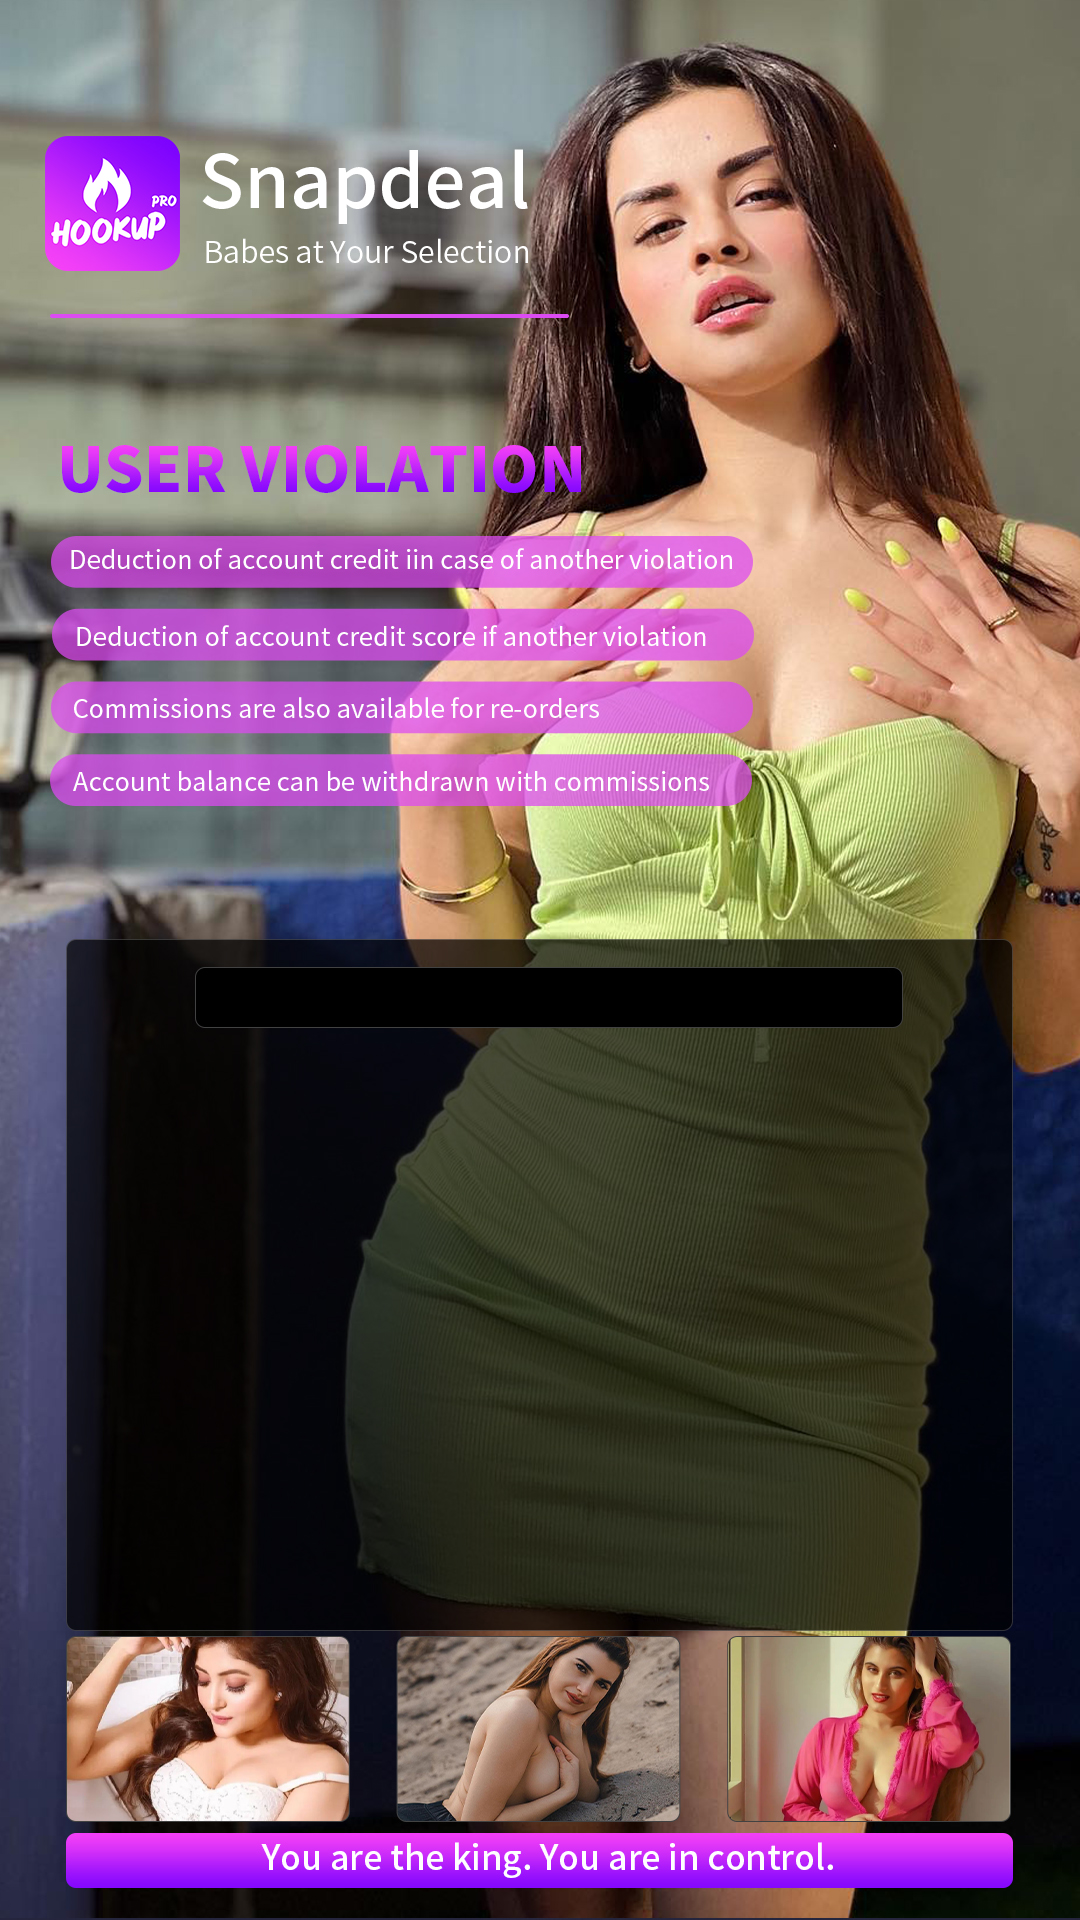 HOOKUP PRO
Snapdeal
Babes at Your Selection
USER VIOLATION
Deduction of account credit iin case of another violation
Deduction of account credit score if another violation
Commissions are also available for re-orders
Account balance can be withdrawn with commissions
You are the king. You are in control.